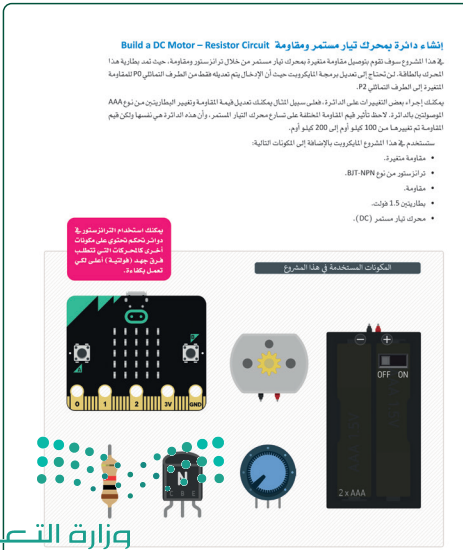 إنشاء دائرة بمحرك تيار مستمر ومقاومة Build a DC Motor – Resistor Circuit
في هذا المشروع سوف تقوم بتوصيل مقاومة متغيرة بمحرك تيار مستمر من خلال ترانزستور ومقاومة، حيث تمد بطارية هذا
المحرك بالطاقة. لن تحتاج إلى تعديل برمجة المايكروبت حيث أن الإدخال يتم تعديله فقط من الطرف التماثلي P0 للمقاومة
المتغيرة إلى الطرف التماثلي P2.
يمكنك إجراء بعض التغييرات على الدائرة، فعلى سبيل المثال يمكنك تعديل قيمة المقاومة وتغيير البطاريتين من نوع AAA
الموصولتين بالدائرة. لاحظ تأثير قيم المقاومة المختلفة على تسارع محرك التيار المستمر، وأن هذه الدائرة هي نفسها ولكن قيم
المقاومة تم تغييرها من 100 كيلو أوم إلى 200 كيلو أوم.
ستستخدم في هذا المشروع المايكروبت بالإضافة إلى المكونات التالية:
• مقاومة متغيرة.
• ترانزستور من نوع BJT-NPN.
• مقاومة.
• بطاريتين 1.5 فولت.
• محرك تيار مستمر (DC).
يمكنك استخدام الترانزستور في
دوائر تحكم تحتوي على مكونات
أخرى كالمحركات التي تتطلب
فرق جهد (فولتية) أعلى لكي
تعمل بكفاءة.
المكونات المستخدمة في هذا المشروع
A
B
0 1 2 3V GND
OFF ON
2 x AAA
N
C B E
وزارة التعـ